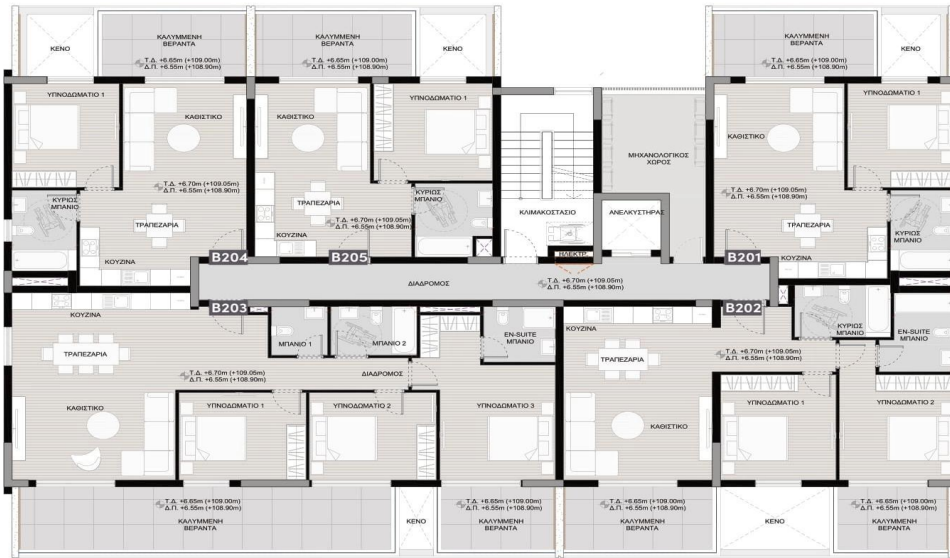 ΚΕΝΟ
ΚΑΛΥΜΜΕΝΗ
ΒΕΡΑΝΤΑ
Τ.Δ. +6.65m (+109.00m)
Δ.Π. +6.55m (+108.90m)
ΚΑΛΥΜΜΕΝΗ
ΒΕΡΑΝΤΑ
Τ.Δ. +6.65m (+109.00m)
Δ.Π. +6.55m (+108.90m)
ΚΕΝΟ
ΚΑΛΥΜΜΕΝΗ
ΒΕΡΑΝΤΑ
Τ.Δ. +6.65m (+109.00m)
Δ.Π. +6.55m (+108.90m)
ΚΕΝΟ
ΥΠΝΟΔΩΜΑΤΙΟ 1
ΚΑΘΙΣΤΙΚΟ
Τ.Δ. +6.70m (+109.05m)
Δ.Π. +6.55m (+108.90m)
ΚΥΡΙΟΣ
ΜΠΑΝΙΟ
ΤΡΑΠΕΖΑΡΙΑ
ΚΟΥΖΙΝΑ
B204
ΚΑΘΙΣΤΙΚΟ
ΥΠΝΟΔΩΜΑΤΙΟ 1
ΤΡΑΠΕΖΑΡΙΑ
Τ.Δ. +6.70m (+109.05m)
Δ.Π. +6.55m (+108.90m)
ΚΥΡΙΟΣ
ΜΠΑΝΙΟ
ΚΟΥΖΙΝΑ
B205
ΚΛΙΜΑΚΟΣΤΑΣΙΟ
ΜΗΧΑΝΟΛΟΓΙΚΟΣ
ΧΩΡΟΣ
ΑΝΕΛΚΥΣΤΗΡΑΣ
ΗΛΕΚΤΡ.
ΥΠΝΟΔΩΜΑΤΙΟ 1
ΚΑΘΙΣΤΙΚΟ
Τ.Δ. +6.70m (+109.05m)
Δ.Π. +6.55m (+108.90m)
ΤΡΑΠΕΖΑΡΙΑ
ΚΥΡΙΟΣ
ΜΠΑΝΙΟ
ΚΟΥΖΙΝΑ
B201
ΔΙΑΔΡΟΜΟΣ
Τ.Δ. +6.70m (+109.05m)
Δ.Π. +6.55m (+108.90m)
B203
ΚΟΥΖΙΝΑ
ΤΡΑΠΕΖΑΡΙΑ
Τ.Δ. +6.70m (+109.05m)
Δ.Π. +6.55m (+108.90m)
ΜΠΑΝΙΟ 1
ΜΠΑΝΙΟ 2
EN-SUITE
ΜΠΑΝΙΟ
ΔΙΑΔΡΟΜΟΣ
ΚΑΘΙΣΤΙΚΟ
ΥΠΝΟΔΩΜΑΤΙΟ 1
ΥΠΝΟΔΩΜΑΤΙΟ 2
ΥΠΝΟΔΩΜΑΤΙΟ 3
B202
ΚΟΥΖΙΝΑ
ΤΡΑΠΕΖΑΡΙΑ
Τ.Δ. +6.70m (+109.05m)
Δ.Π. +6.55m (+108.90m)
ΚΥΡΙΟΣ
ΜΠΑΝΙΟ
EN-SUITE
ΜΠΑΝΙΟ
ΚΑΘΙΣΤΙΚΟ
ΥΠΝΟΔΩΜΑΤΙΟ 1
ΥΠΝΟΔΩΜΑΤΙΟ 2
Τ.Δ. +6.65m (+109.00m)
Δ.Π. +6.55m (+108.90m)
ΚΑΛΥΜΜΕΝΗ
ΒΕΡΑΝΤΑ
ΚΕΝΟ
Τ.Δ. +6.65m (+109.00m)
Δ.Π. +6.55m (+108.90m)
ΚΑΛΥΜΜΕΝΗ
ΒΕΡΑΝΤΑ
Τ.Δ. +6.65m (+109.00m)
Δ.Π. +6.55m (+108.90m)
ΚΑΛΥΜΜΕΝΗ
ΒΕΡΑΝΤΑ
ΚΕΝΟ
Τ.Δ. +6.65m (+109.00m)
Δ.Π. +6.55m (+108.90m)
ΚΑΛΥΜΜΕΝΗ
ΒΕΡΑΝΤΑ